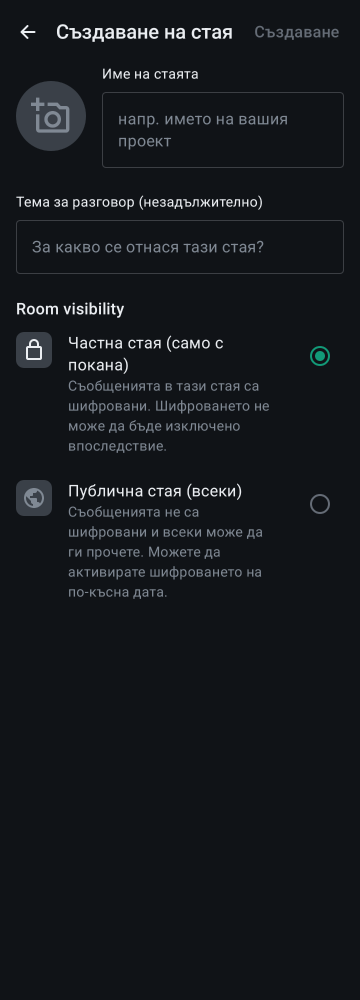 Създаване на стая
Създаване
Име на стаята
напр. името на вашия
проект
Тема за разговор (незадължително)
За какво се отнася тази стая?
Room visibility
Частна стая (само с
покана)
Съобщенията в тази стая са
шифровани. Шифроването не
може да бъде изключено
впоследствие.
Публична стая (всеки)
Съобщенията не са
шифровани и всеки може да
ги прочете. Можете да
активирате шифроването на
по-късна дата.